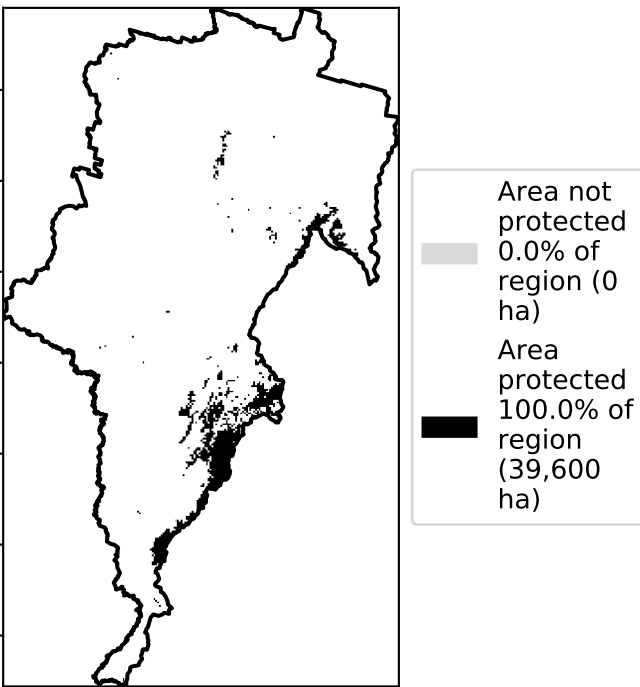 Area not
protected
0.0% of
region (0
ha)
Area
protected
100.0% of
region
(39,600
ha)